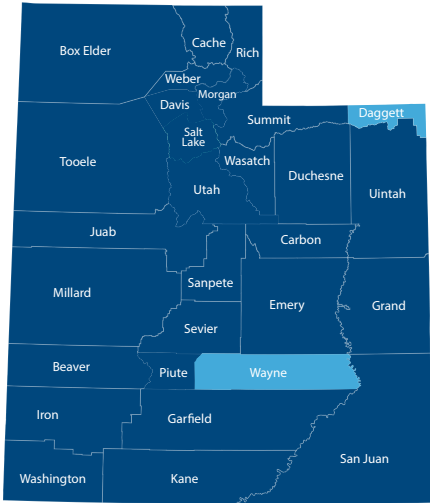 Cache
Box Elder
Rich
Weber
Morgan
Davis
Daggett
Summit
Salt
Lake
Wasatch
Tooele
Duchesne
Utah
Uintah
Juab
Carbon
Sanpete
Millard
Emery
Grand
Sevier
Beaver
Piute
Wayne
Iron
Garfield
San Juan
Washington
Kane